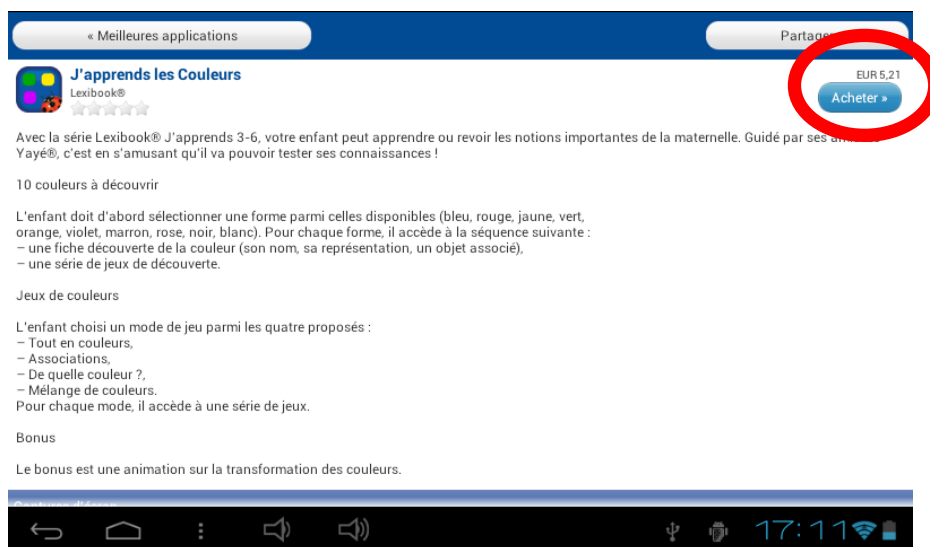 « Meilleures applications
Partager
J'apprends les Couleurs
Lexibook®
EUR 5,21
Acheter »
Avec la série Lexibook® J'apprends 3-6, votre enfant peut apprendre ou revoir les notions importantes de la maternelle. Guidé par ses
Yayé®, c'est en s'amusant qu'il va pouvoir tester ses connaissances !
10 couleurs à découvrir
L'enfant doit d'abord sélectionner une forme parmi celles disponibles (bleu, rouge, jaune, vert,
orange, violet, marron, rose, noir, blanc). Pour chaque forme, il accède à la séquence suivante :
– une fiche découverte de la couleur (son nom, sa représentation, un objet associé),
– une série de jeux de découverte.
Jeux de couleurs
L'enfant choisi un mode de jeu parmi les quatre proposés :
– Tout en couleurs,
– Associations,
– De quelle couleur ?,
– Mélange de couleurs.
Pour chaque mode, il accède à une série de jeux.
Bonus
Le bonus est une animation sur la transformation des couleurs.
17:11